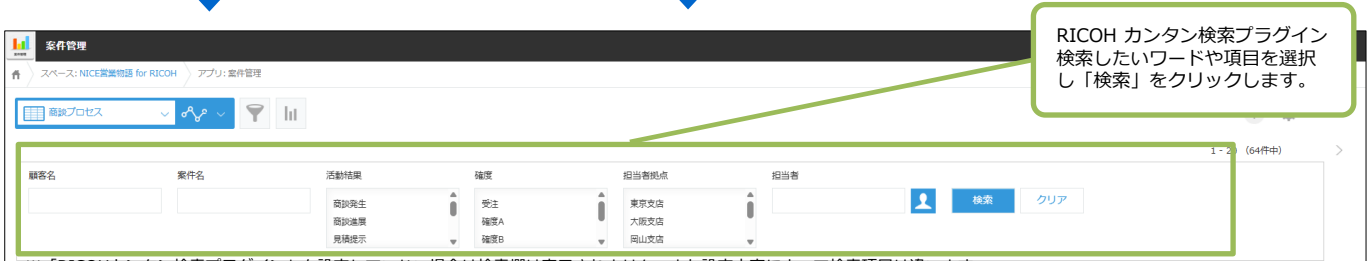 案件管理
RICOH カンタン検索プラグイン
検索したいワードや項目を選択
し「検索」をクリックします。
スペース: NICE営業物語 for RICOH
アプリ: 案件管理
商談プロセス
(64件中)
顧客名
案件名
活動結果
確度
担当者拠点
担当者
商談発生
商談進展
見積提示
受注
確度A
確度B
東京支店
大阪支店
岡山支店
検索
クリア